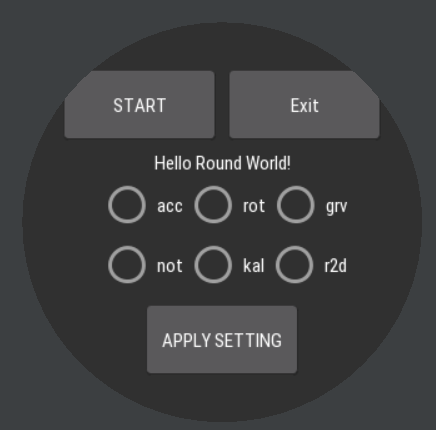 START Exit
Hello Round World!
acc rot grv
not kal r2d
APPLY SETTING